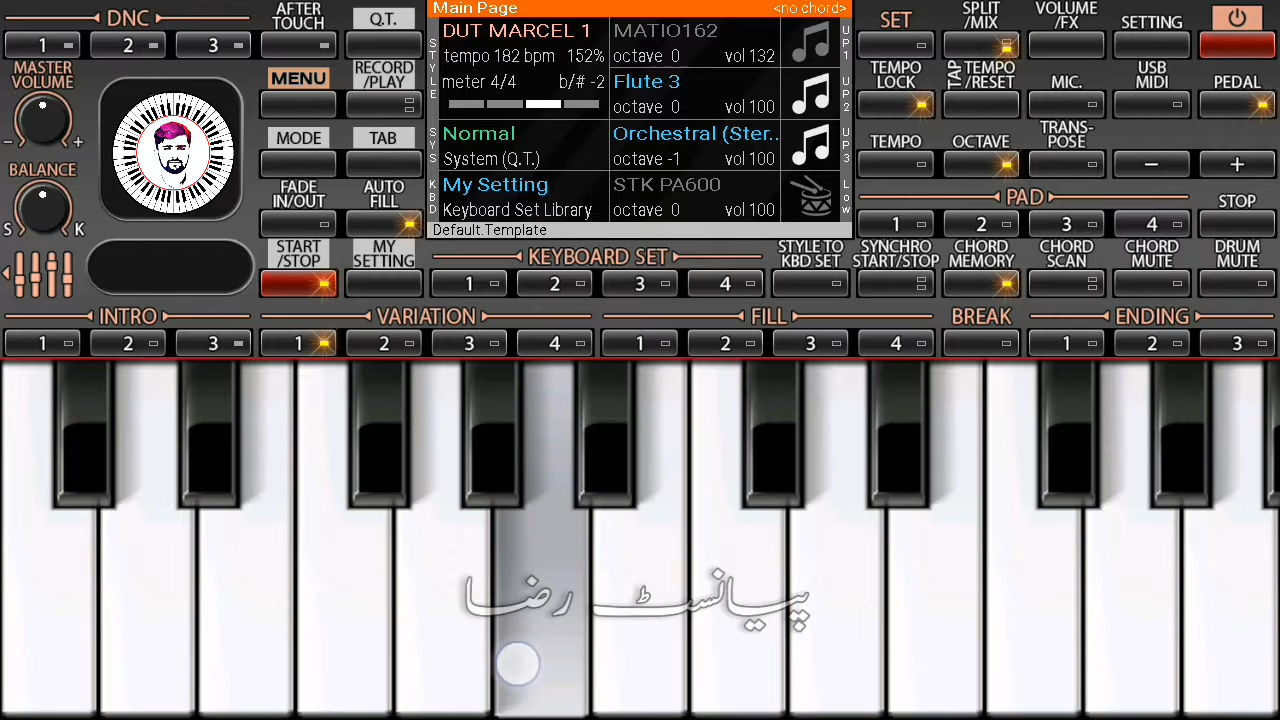 DNC
AFTER TOUCH
Q.T.
Main Page <no chord>
SET
SPLIT /MIX
VOLUME /FX
SETTING
1 2 3
DUT MARCEL 1
tempo 182 bpm 152%
meter 4/4 b/# -2
MATIO162
octave 0 vol 132
Flute 3
octave 0 vol 100
Normal
System (Q.T.)
Orchestral (Ster..
octave -1 vol 100
My Setting
Keyboard Set Library
STK PA600
octave 0 vol 100
Default.Template
STYLE
SYS
KBD
UP1
UP2
UP3
Low
MASTER VOLUME
- +
MENU
RECORD /PLAY
TEMPO LOCK
TAP TEMPO /RESET
MIC.
USB MIDI
PEDAL
MODE
TAB
TEMPO
OCTAVE
TRANS- POSE
− +
BALANCE
S K
FADE IN/OUT
AUTO FILL
PAD
STOP
1 2 3 4
START /STOP
MY SETTING
KEYBOARD SET
1 2 3 4
STYLE TO KBD SET
SYNCHRO START/STOP
CHORD MEMORY
CHORD SCAN
CHORD MUTE
DRUM MUTE
INTRO
VARIATION
FILL
BREAK
ENDING
1 2 3 1 2 3 4 1 2 3 4 1 2 3
پیانسٹ رضا